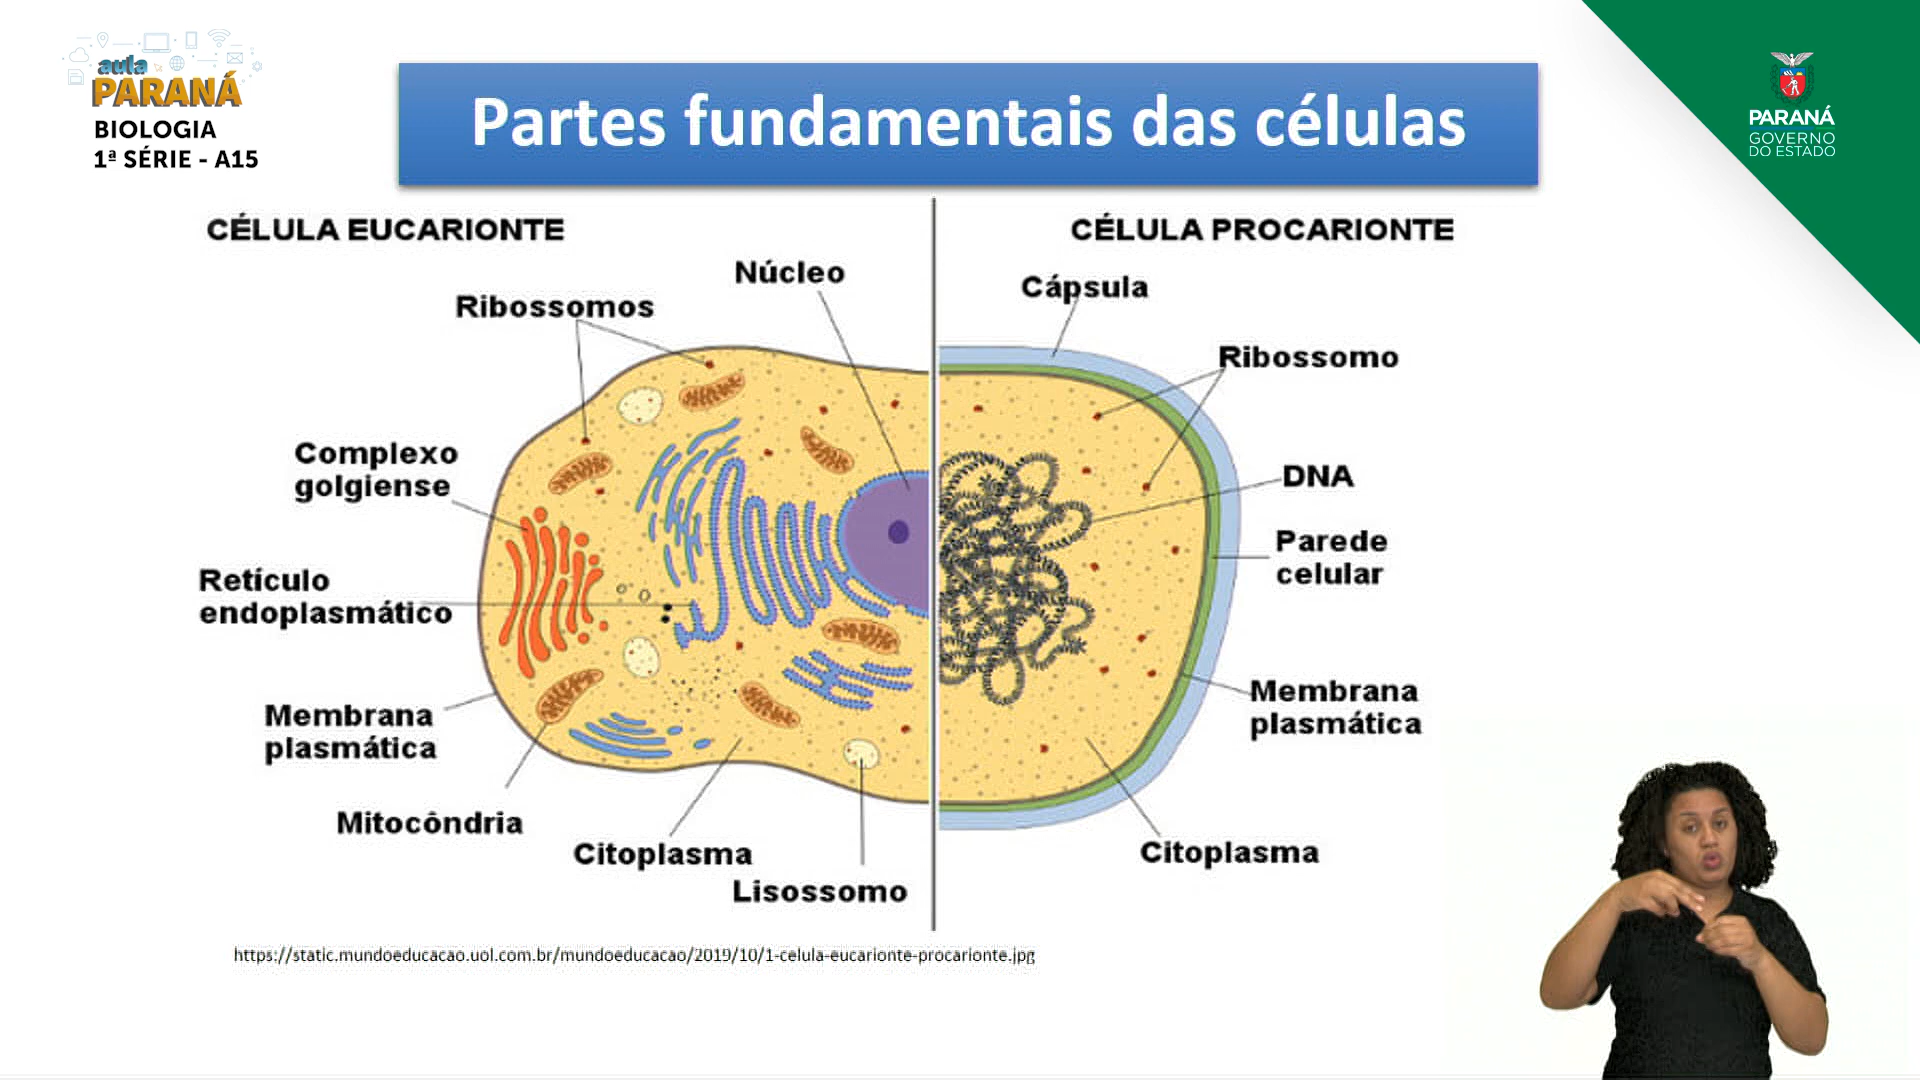 aula
PARANÁ
BIOLOGIA
1ª SÉRIE - A15
Partes fundamentais das células
PARANÁ
GOVERNO
DO ESTADO
CÉLULA EUCARIONTE
Núcleo
Ribossomos
Complexo
golgiense
Retículo
endoplasmático
Membrana
plasmática
Mitocôndria
Citoplasma
Lisossomo
CÉLULA PROCARIONTE
Cápsula
Ribossomo
DNA
Parede
celular
Membrana
plasmática
Citoplasma
https://static.mundoeducacao.uol.com.br/mundoeducacao/2019/10/1-celula-eucarionte-procarionte.jpg